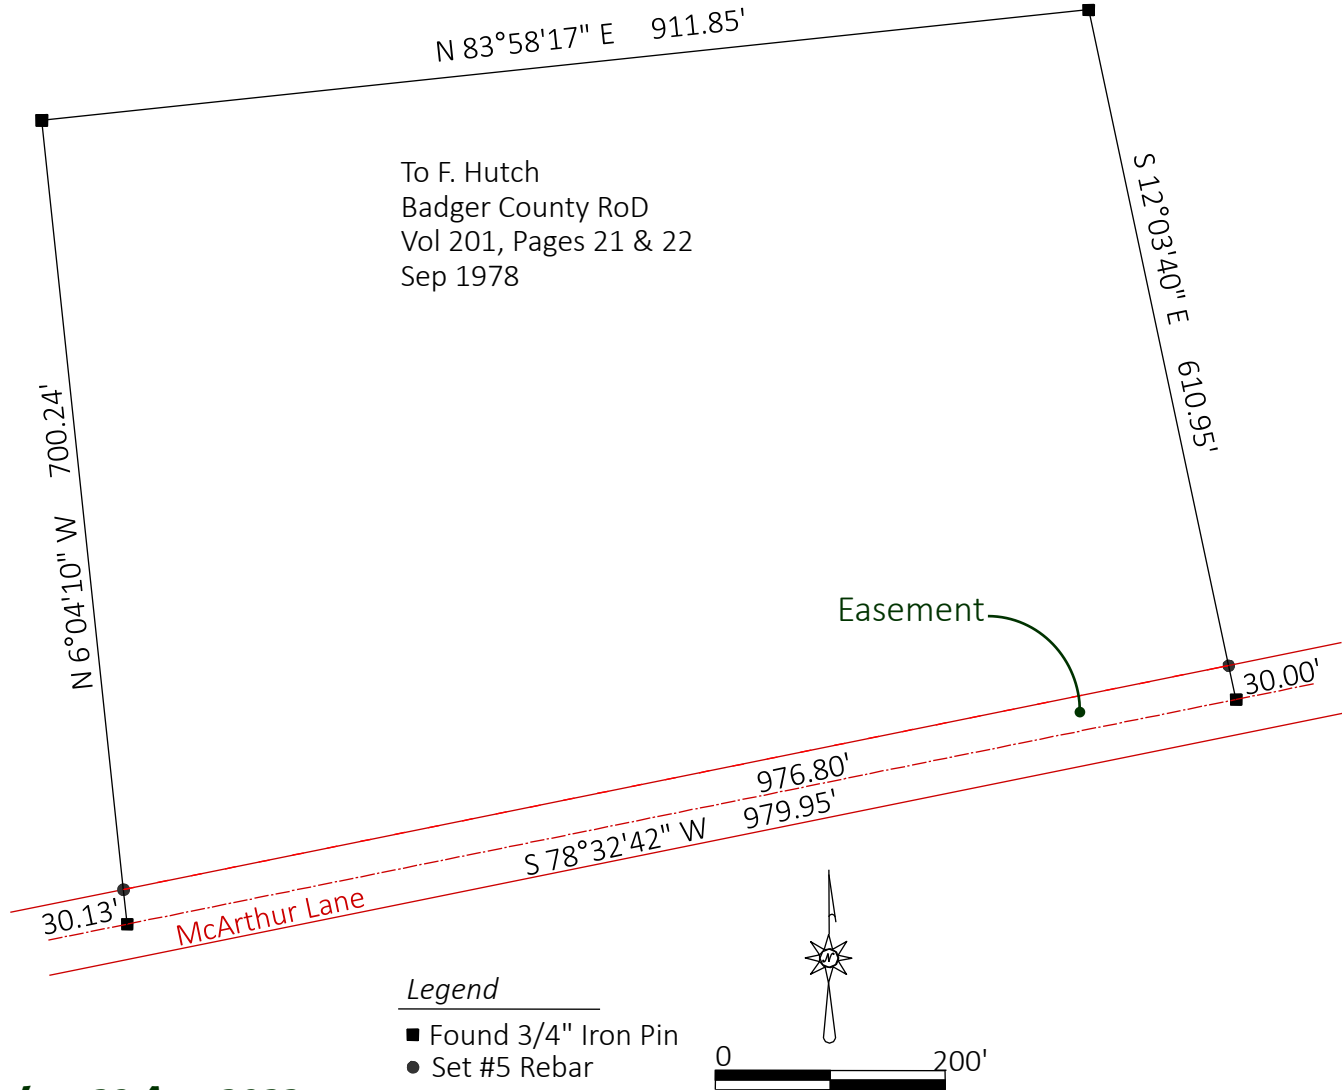 N 83°58'17" E 911.85'
To F. Hutch
Badger County RoD
Vol 201, Pages 21 & 22
Sep 1978
S 12°03'40" E 610.95'
N 6°04'10" W 700.24'
Easement
30.00'
976.80'
S 78°32'42" W 979.95'
30.13'
McArthur Lane
N
Legend
Found 3/4" Iron Pin
Set #5 Rebar
0 200'